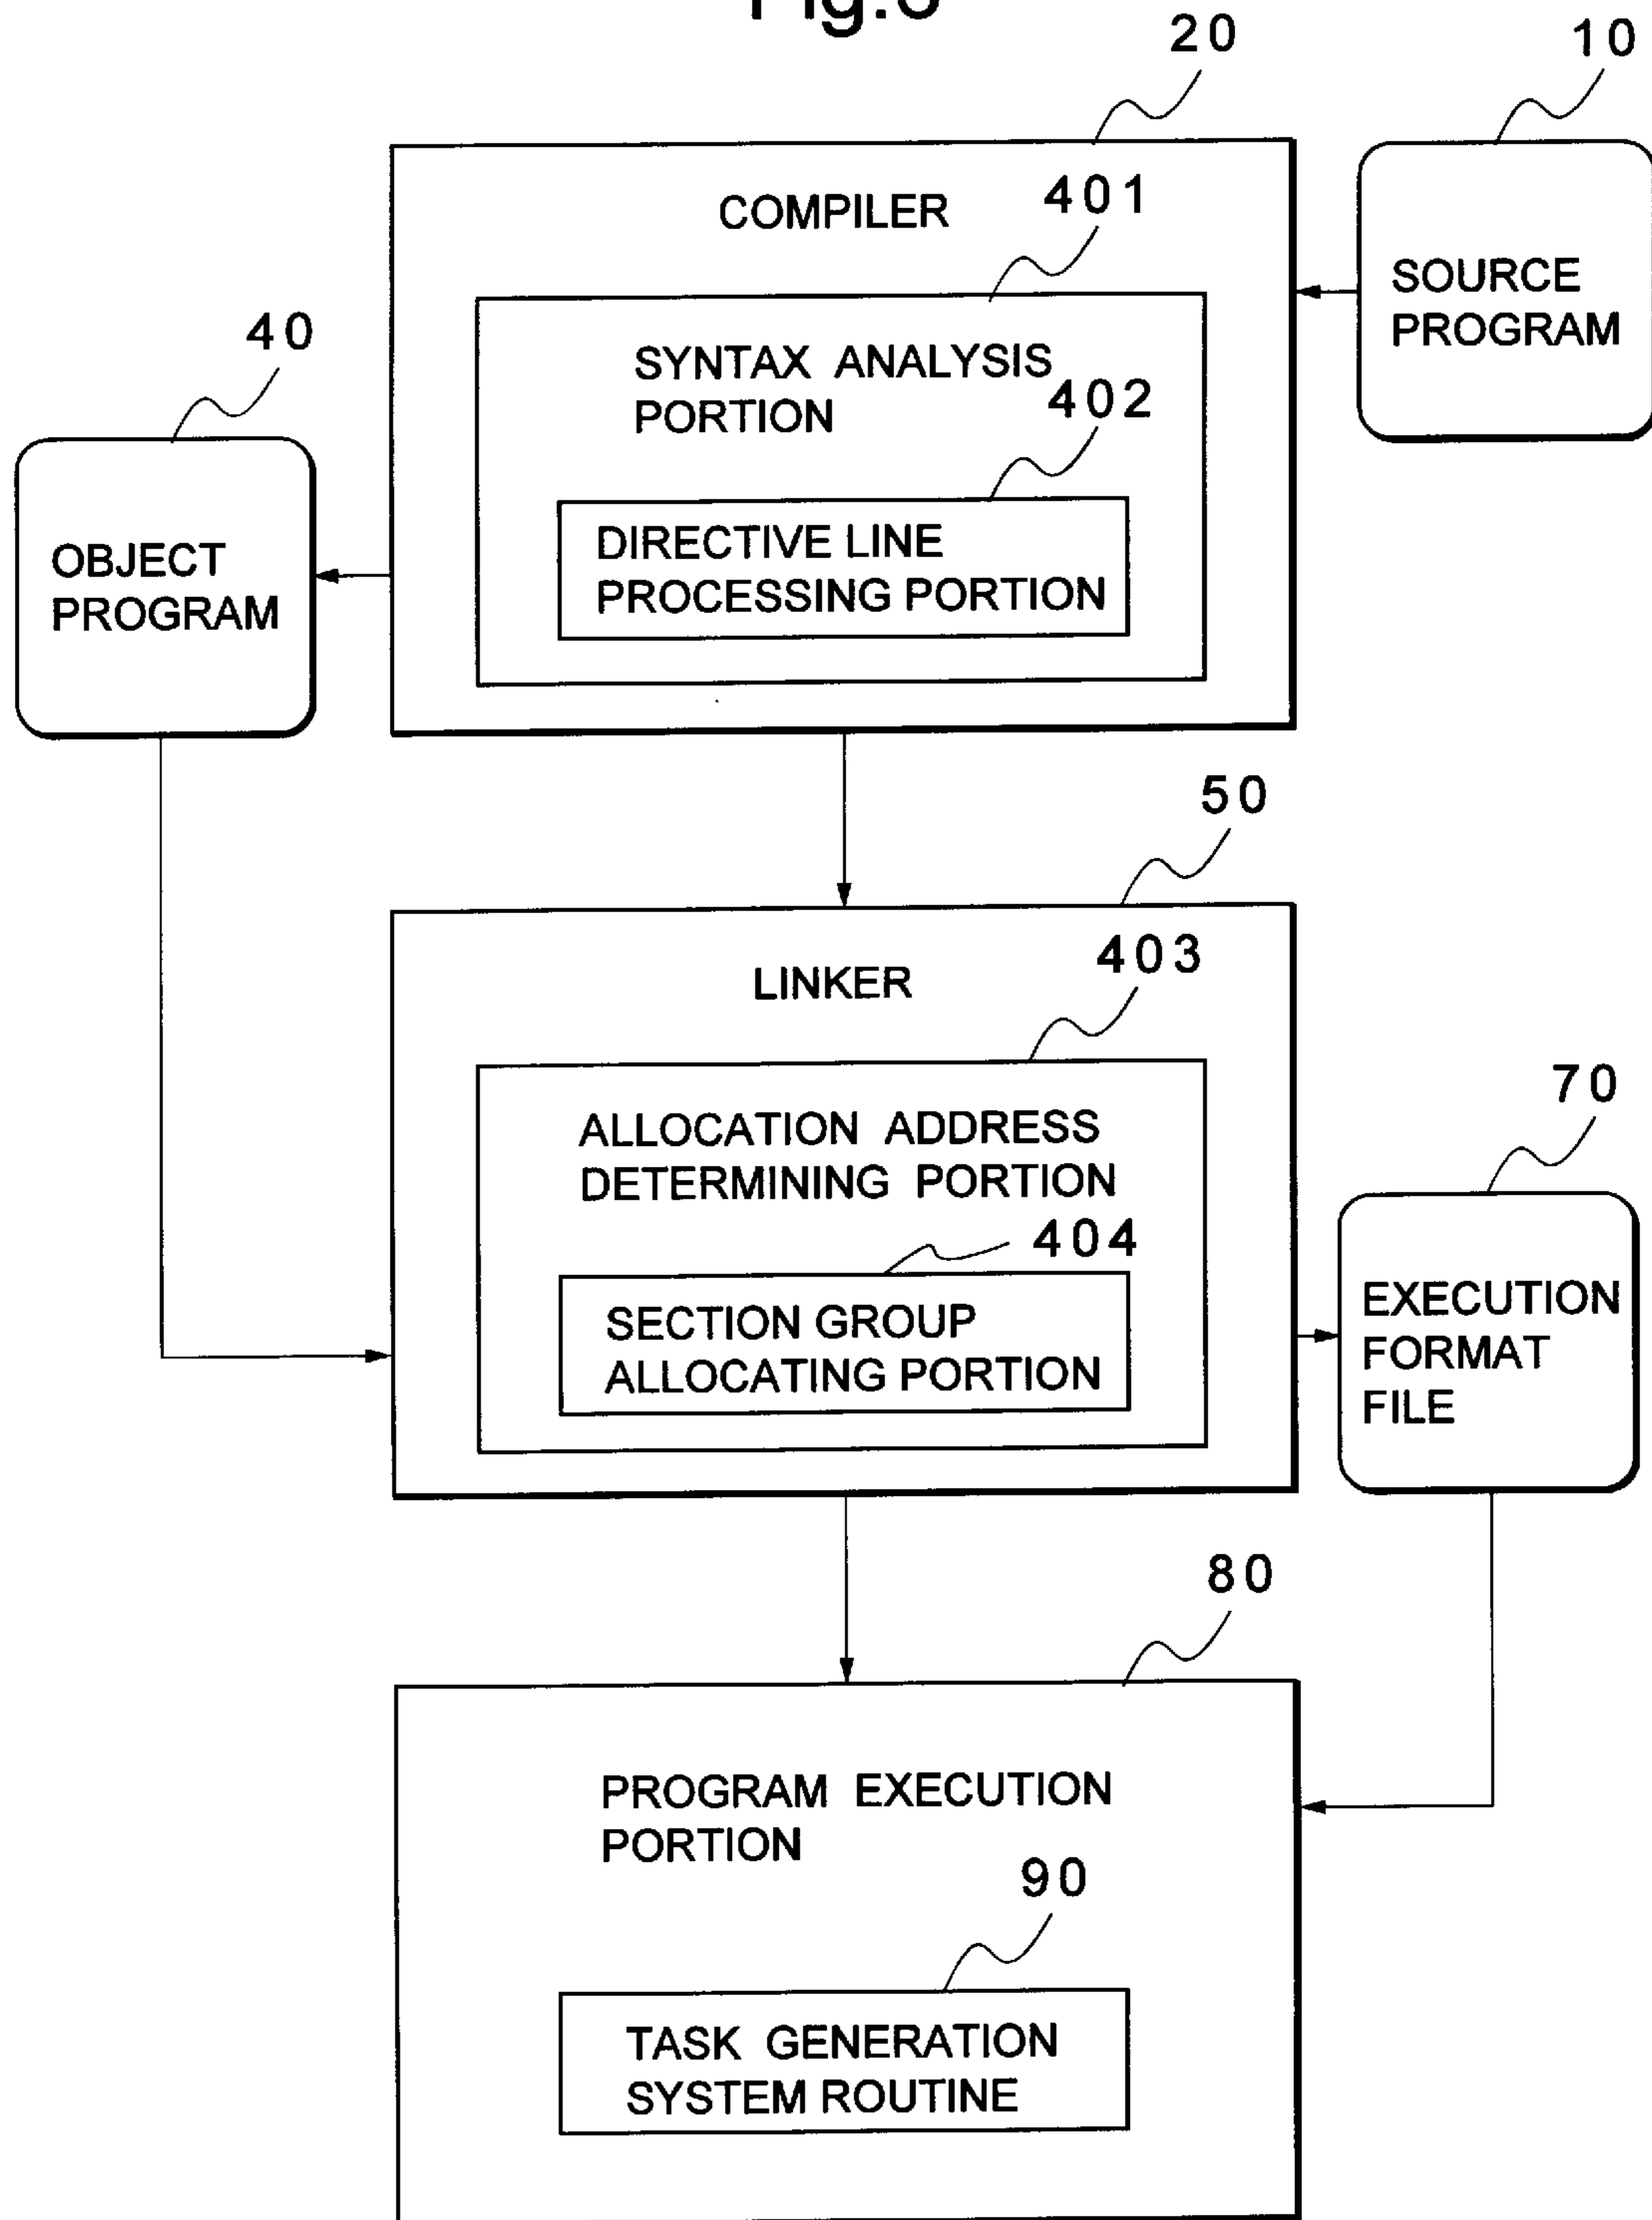 Fig.
20
10
COMPILER
401
SOURCE
PROGRAM
40
SYNTAX ANALYSIS
PORTION
402
OBJECT
PROGRAM
DIRECTIVE LINE
PROCESSING PORTION
50
LINKER
403
70
ALLOCATION ADDRESS
DETERMINING PORTION
404
SECTION GROUP
ALLOCATING PORTION
EXECUTION
FORMAT
FILE
80
PROGRAM EXECUTION
PORTION
90
TASK GENERATION
SYSTEM ROUTINE